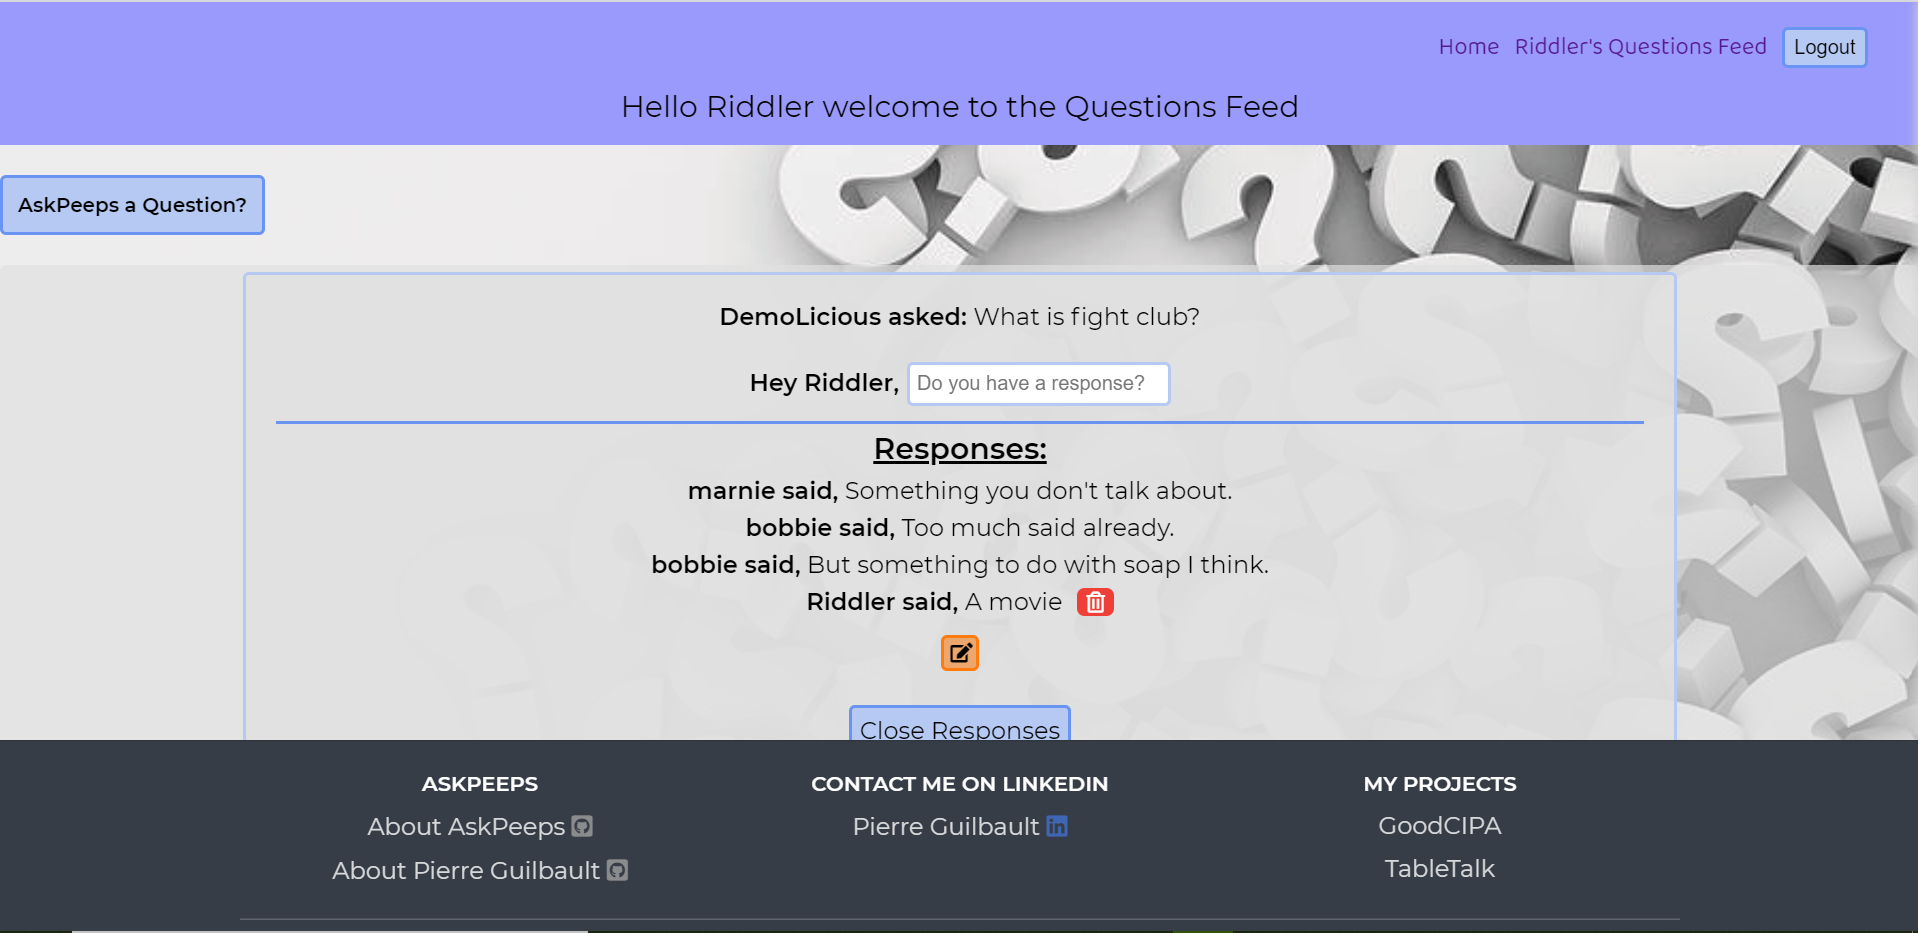 Home Riddler's Questions Feed Logout
Hello Riddler welcome to the Questions Feed
AskPeeps a Question?
DemoLicious asked: What is fight club?
Hey Riddler, Do you have a response?
Responses:
marnie said, Something you don't talk about.
bobbie said, Too much said already.
bobbie said, But something to do with soap I think.
Riddler said, A movie
Close Responses
ASKPEEPS
About AskPeeps
About Pierre Guilbault
CONTACT ME ON LINKEDIN
Pierre Guilbault in
MY PROJECTS
GoodCIPA
TableTalk